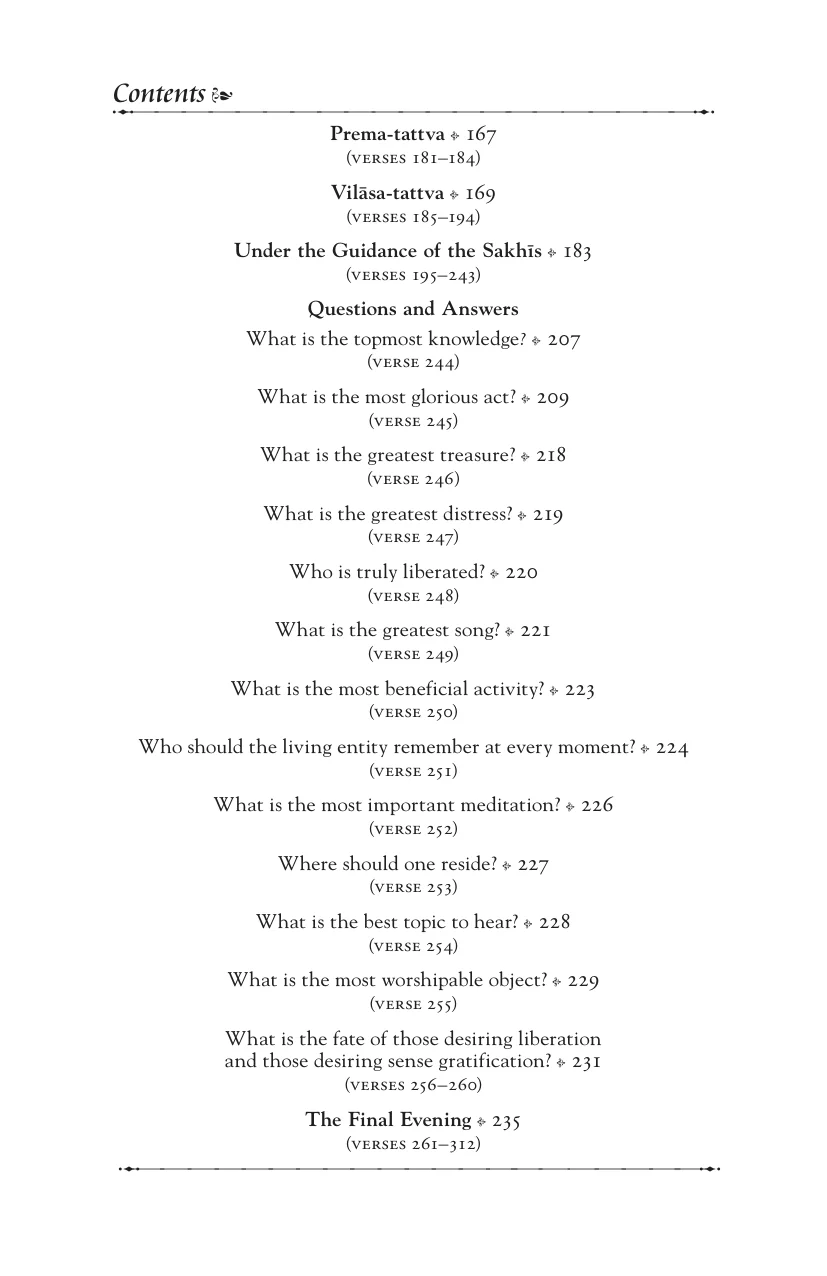 Contents
Prema-tattva 167
(VERSES 181–184)
Vilāsa-tattva 169
(VERSES 185–194)
Under the Guidance of the Sakhīs 183
(VERSES 195–243)
Questions and Answers
What is the topmost knowledge? 207
(VERSE 244)
What is the most glorious act? 209
(VERSE 245)
What is the greatest treasure? 218
(VERSE 246)
What is the greatest distress? 219
(VERSE 247)
Who is truly liberated? 220
(VERSE 248)
What is the greatest song? 221
(VERSE 249)
What is the most beneficial activity? 223
(VERSE 250)
Who should the living entity remember at every moment? 224
(VERSE 251)
What is the most important meditation? 226
(VERSE 252)
Where should one reside? 227
(VERSE 253)
What is the best topic to hear? 228
(VERSE 254)
What is the most worshipable object? 229
(VERSE 255)
What is the fate of those desiring liberation
and those desiring sense gratification? 231
(VERSES 256–260)
The Final Evening 235
(VERSES 261–312)